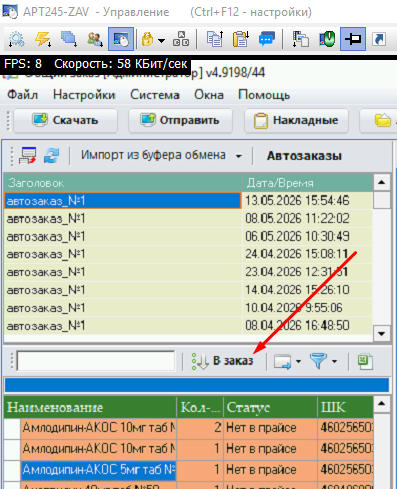 APT245-ZAV - Управление (Ctrl+F12 - настройки)
FPS: 8 Скорость: 58 КБит/сек
Общий заказ [Администратор] v4.9198/44
Файл Настройки Система Окна Помощь
Скачать Отправить Накладные
Импорт из буфера обмена Автозаказы
Заголовок Дата/Время
автозаказ_№1 13.05.2026 15:54:46
автозаказ_№1 08.05.2026 11:22:02
автозаказ_№1 06.05.2026 10:30:49
автозаказ_№1 24.04.2026 15:08:11
автозаказ_№1 23.04.2026 12:31:51
автозаказ_№1 14.04.2026 15:26:10
автозаказ_№1 10.04.2026 9:55:06
автозаказ_№1 08.04.2026 16:48:50
В заказ
Наименование Кол-... Статус ШК
Амлодипин-АКОС 10мг таб № 2 Нет в прайсе 46025650
Амлодипин-АКОС 10мг таб № 1 Нет в прайсе 46025650
Амлодипин-АКОС 5мг таб №5 1 Нет в прайсе 46025650